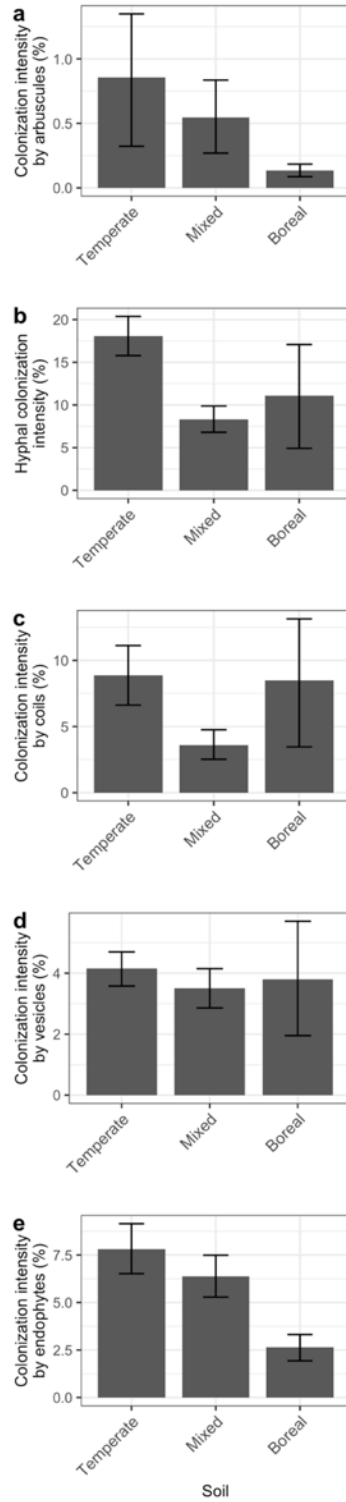 a
Colonization intensity
by arbuscules (%)
1.0
0.5
0.0
Temperate
Mixed
Boreal
b
Hyphal colonization
intensity (%)
20
15
10
5
0
Temperate
Mixed
Boreal
c
Colonization intensity
by coils (%)
10
5
0
Temperate
Mixed
Boreal
d
Colonization intensity
by vesicles (%)
4
2
0
Temperate
Mixed
Boreal
e
Colonization intensity
by endophytes (%)
7.5
5.0
2.5
0.0
Temperate
Mixed
Boreal
Soil